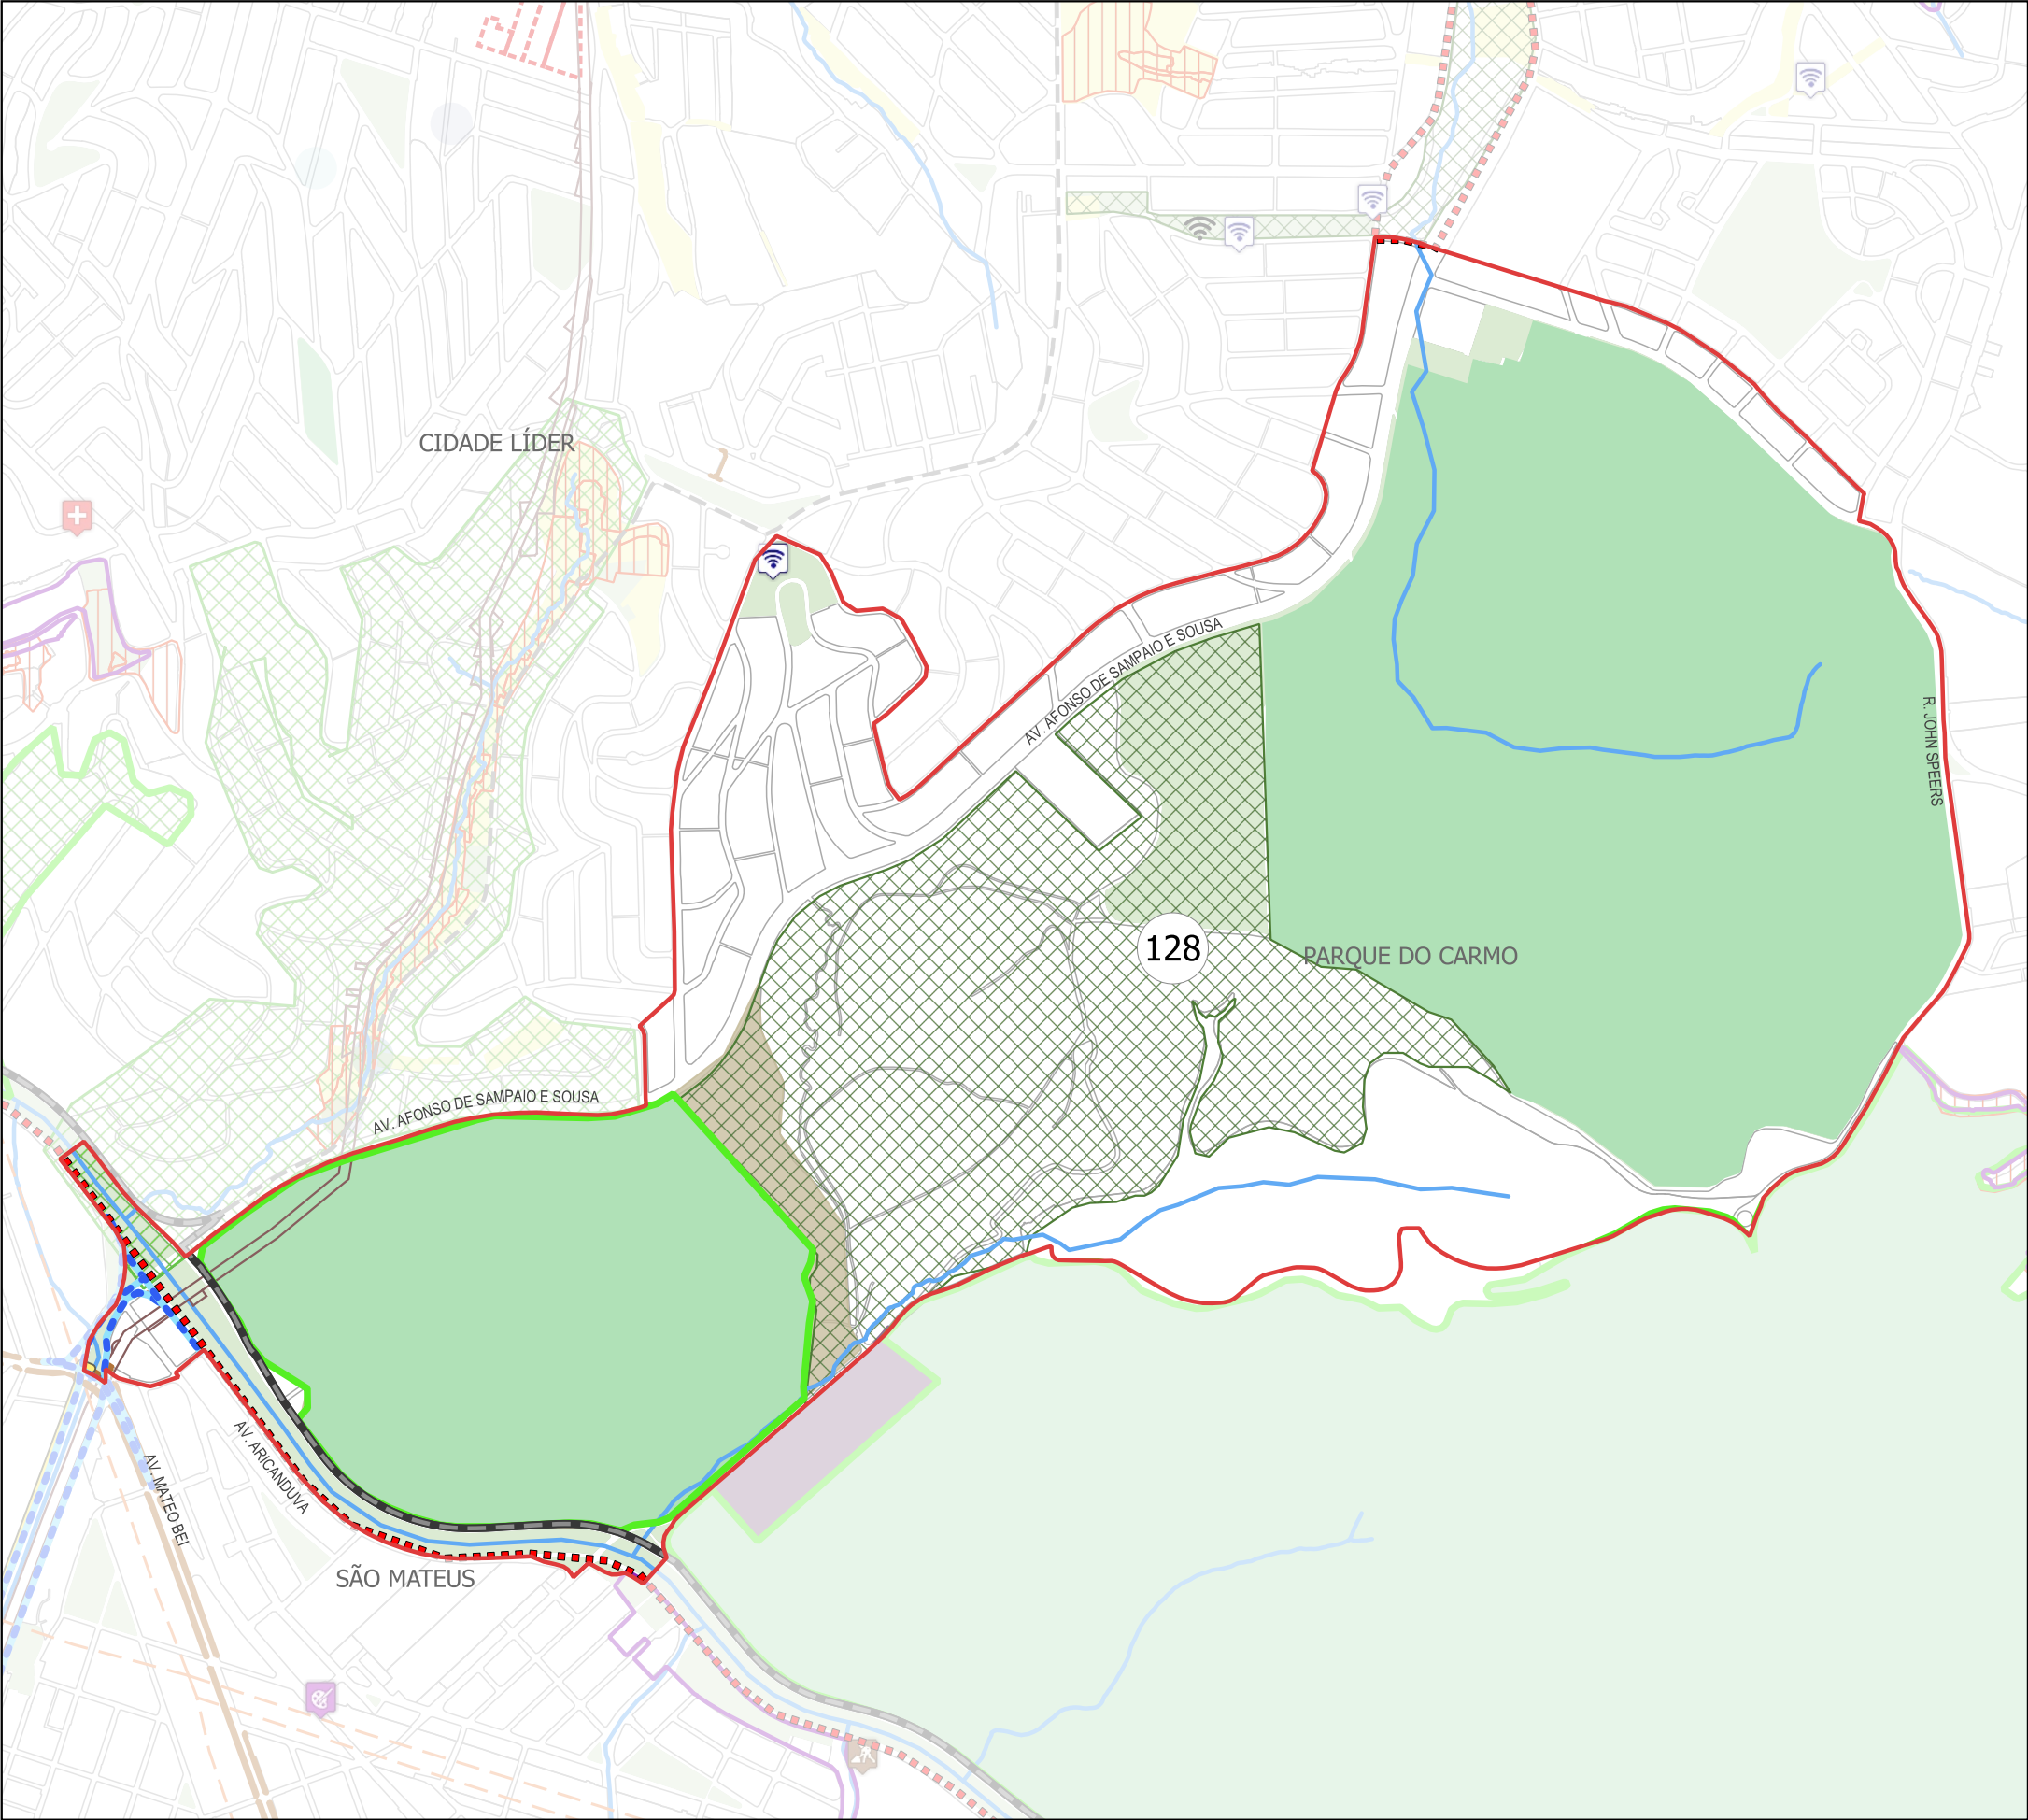 CIDADE LÍDER
AV. AFONSO DE SAMPAIO E SOUSA
R. JOHN SPEERS
128
PARQUE DO CARMO
AV. AFONSO DE SAMPAIO E SOUSA
AV. ARICANDUVA
AV. MATEO BEI
SÃO MATEUS